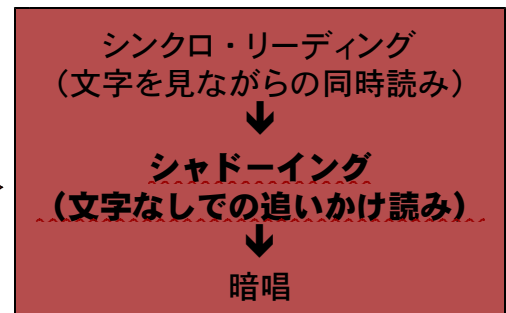 シンクロ・リーディング
（文字を見ながらの同時読み）
↓
シャドーイング
（文字なしでの追いかけ読み）
↓
暗唱